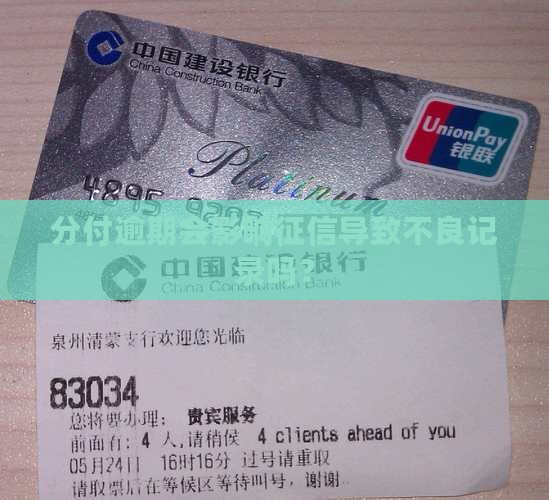 中国建设银行
China Construction Bank
UnionPay
银联
Platinum
4895
分付逾期会影响征信导致不良记
录吗?
中国建设银行
China Construction Bank
泉州清蒙支行欢迎您光临
83034
您将要办理: 贵宾服务
前面有: 4 人,请稍侯 4 clients ahead of you
05月24日 16时16分 过号请重取
请取票后在等候区等待叫号, 谢谢